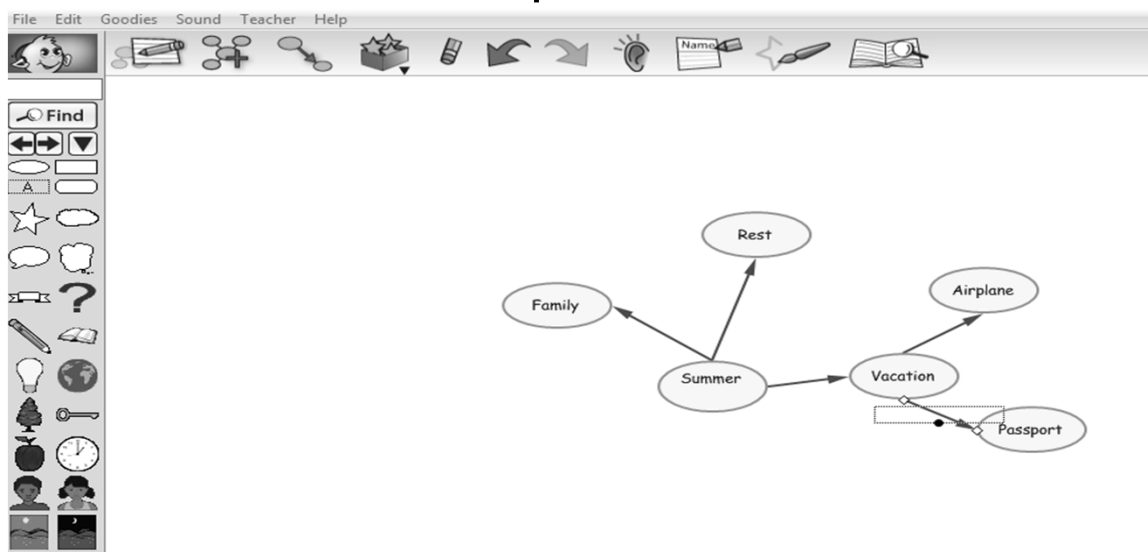 File Edit Goodies Sound Teacher Help
Name
Find
A
Rest
Airplane
Family
Vacation
Summer
Passport